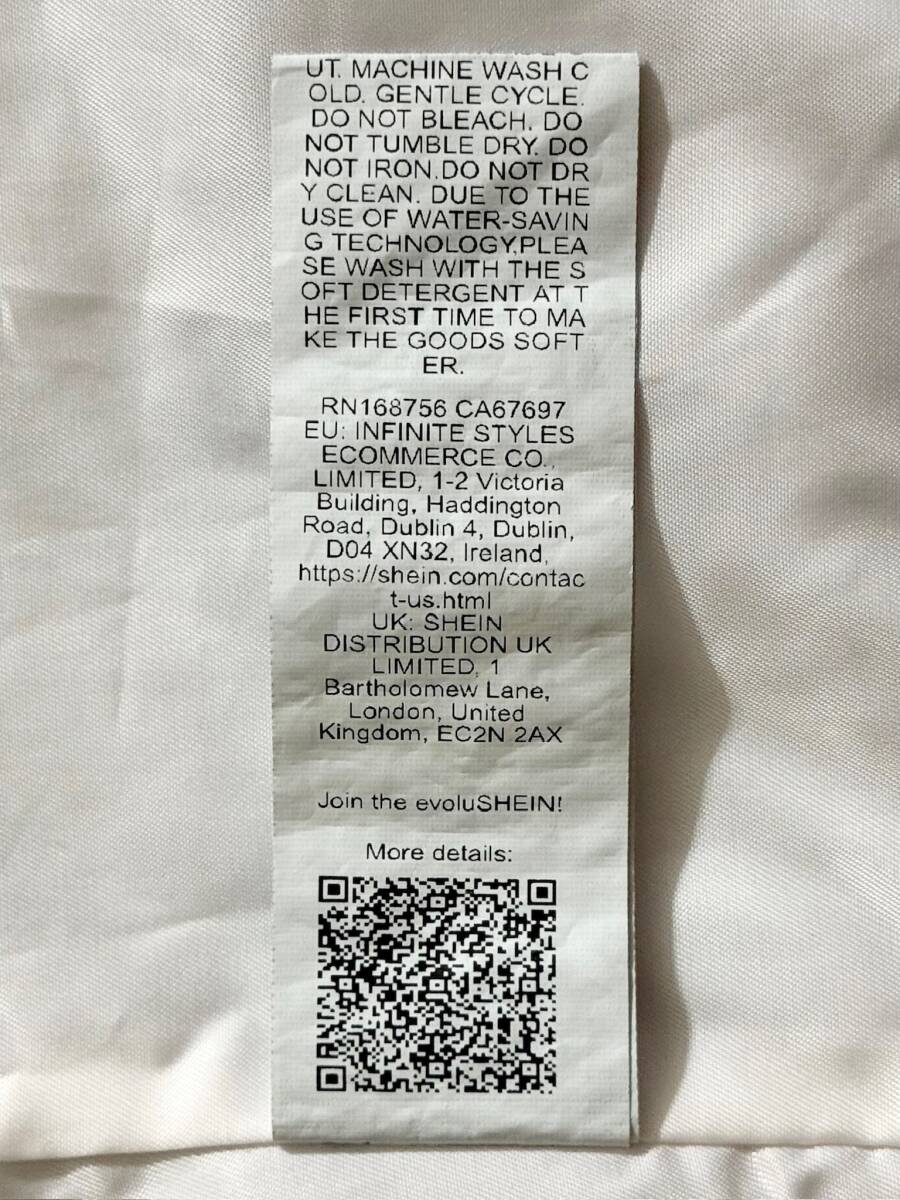 UT. MACHINE WASH C
OLD. GENTLE CYCLE.
DO NOT BLEACH. DO
NOT TUMBLE DRY. DO
NOT IRON.DO NOT DR
Y CLEAN. DUE TO THE
USE OF WATER-SAVIN
G TECHNOLOGY,PLEA
SE WASH WITH THE S
OFT DETERGENT AT T
HE FIRST TIME TO MA
KE THE GOODS SOFT
ER.
RN168756 CA67697
EU: INFINITE STYLES
ECOMMERCE CO.,
LIMITED, 1-2 Victoria
Building, Haddington
Road, Dublin 4, Dublin,
D04 XN32, Ireland,
https://shein.com/contac
t-us.html
UK: SHEIN
DISTRIBUTION UK
LIMITED, 1
Bartholomew Lane,
London, United
Kingdom, EC2N 2AX
Join the evoluSHEIN!
More details: